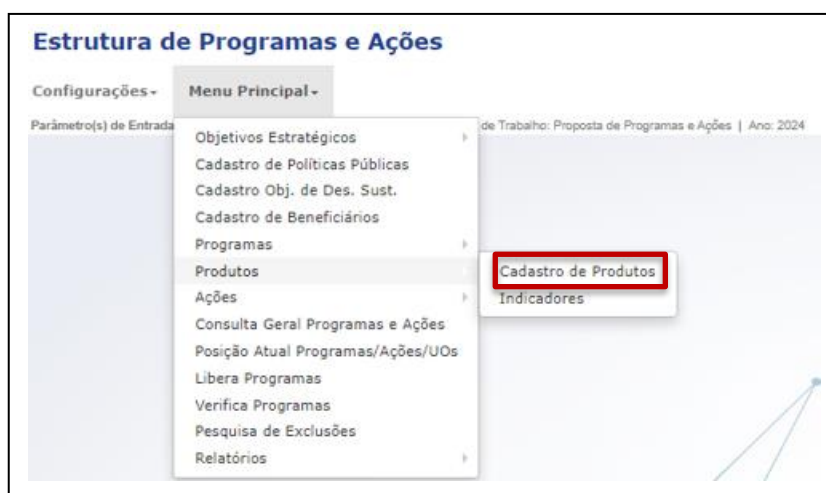 Estrutura de Programas e Ações
Configurações Menu Principal
Parâmetro(s) de Entrada de Trabalho: Proposta de Programas e Ações | Ano: 2024
Objetivos Estratégicos
Cadastro de Políticas Públicas
Cadastro Obj. de Des. Sust.
Cadastro de Beneficiários
Programas
Produtos
Cadastro de Produtos
Ações
Indicadores
Consulta Geral Programas e Ações
Posição Atual Programas/Ações/UOs
Libera Programas
Verifica Programas
Pesquisa de Exclusões
Relatórios